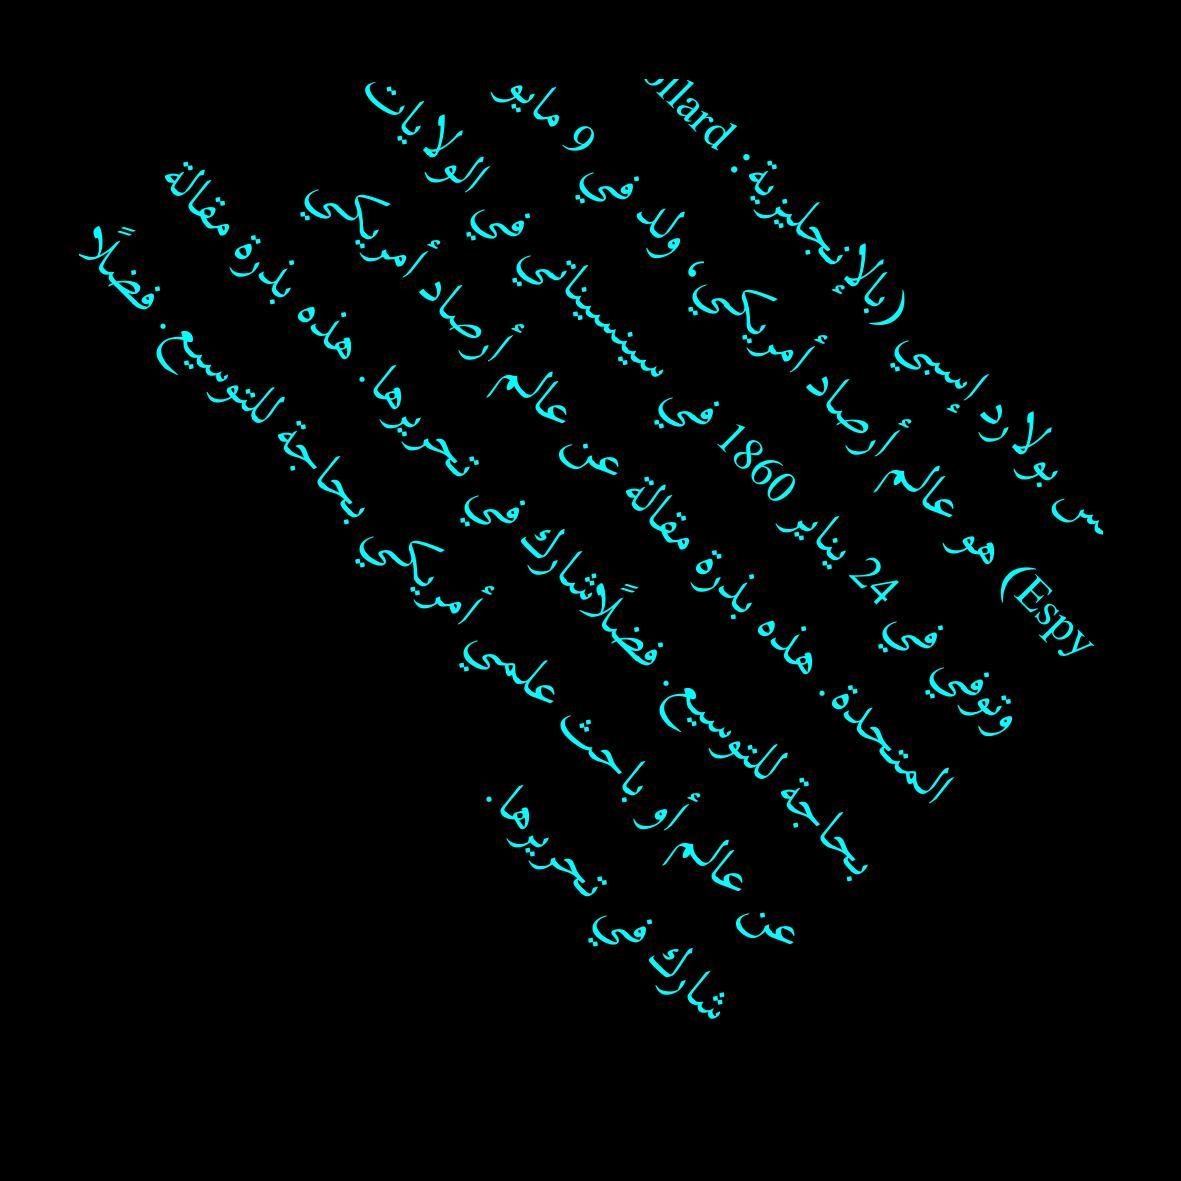 بولارد إسبي (بالإنجليزية:
Espy) هو عالم أرصاد أمريكي، ولد في 9 مايو
وتوفي في 24 يناير 1860 في سينسيناتي في الولايات
المتحدة. هذه بذرة مقالة عن عالم أرصاد أمريكي
بحاجة للتوسيع. فضلًاشارك في تحريرها. هذه بذرة مقالة
عن عالم أو باحث علمي أمريكي بحاجة للتوسيع. فضلًا
شارك في تحريرها.